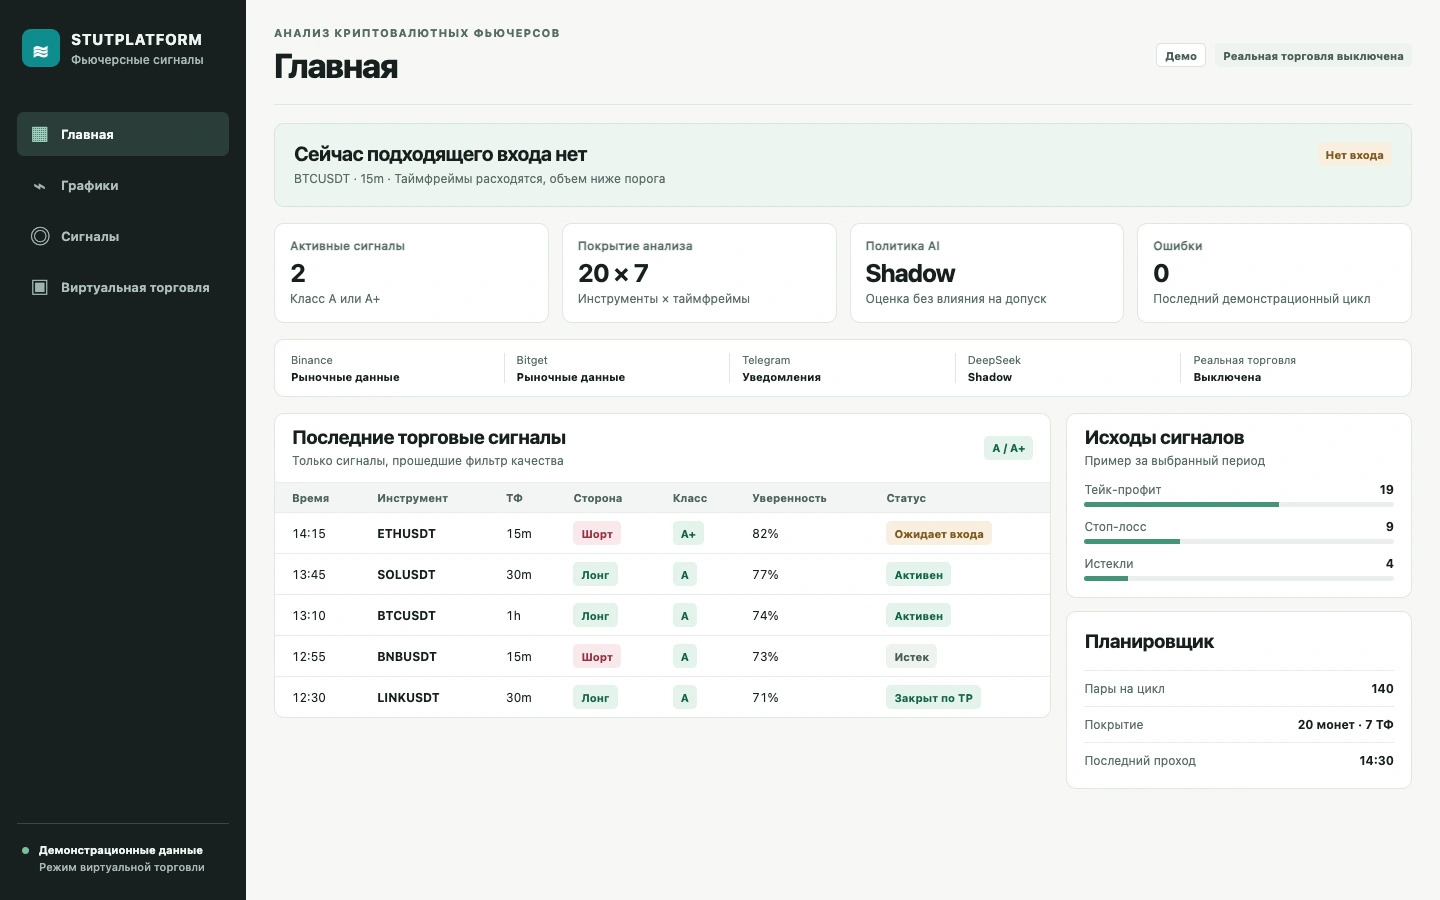 STUTPLATFORM
Фьючерсные сигналы
Главная
Графики
Сигналы
Виртуальная торговля
Демонстрационные данные
Режим виртуальной торговли
АНАЛИЗ КРИПТОВАЛЮТНЫХ ФЬЮЧЕРСОВ
Главная
Демо
Реальная торговля выключена
Сейчас подходящего входа нет
BTCUSDT · 15m · Таймфреймы расходятся, объем ниже порога
Нет входа
Активные сигналы
2
Класс A или A+
Покрытие анализа
20 × 7
Инструменты × таймфреймы
Политика AI
Shadow
Оценка без влияния на допуск
Ошибки
0
Последний демонстрационный цикл
Binance
Рыночные данные
Bitget
Рыночные данные
Telegram
Уведомления
DeepSeek
Shadow
Реальная торговля
Выключена
Последние торговые сигналы
Только сигналы, прошедшие фильтр качества
A / A+
Время Инструмент ТФ Сторона Класс Уверенность Статус
14:15 ETHUSDT 15m Шорт A+ 82% Ожидает входа
13:45 SOLUSDT 30m Лонг A 77% Активен
13:10 BTCUSDT 1h Лонг A 74% Активен
12:55 BNBUSDT 15m Шорт A 73% Истек
12:30 LINKUSDT 30m Лонг A 71% Закрыт по TP
Исходы сигналов
Пример за выбранный период
Тейк-профит 19
Стоп-лосс 9
Истекли 4
Планировщик
Пары на цикл 140
Покрытие 20 монет · 7 ТФ
Последний проход 14:30